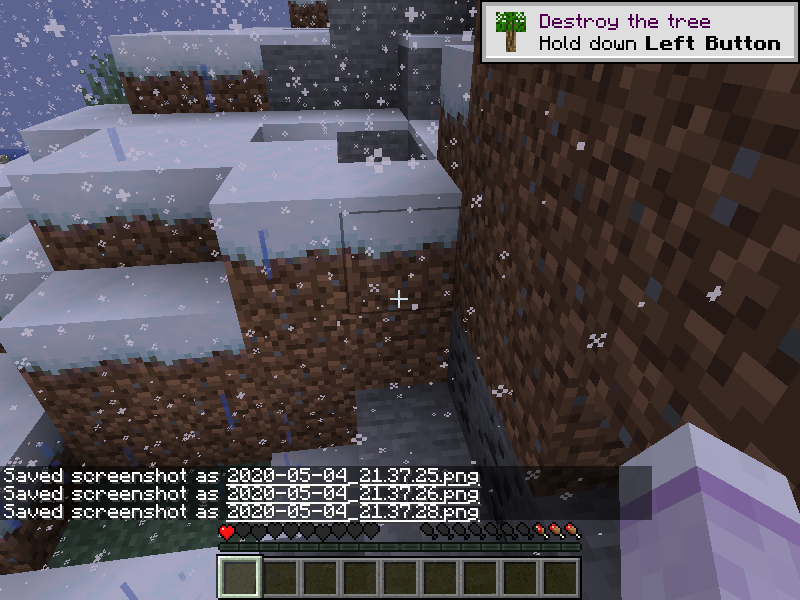 Destroy the tree
Hold down Left Button
Saved screenshot as 2020-05-04_21.37.25.png
Saved screenshot as 2020-05-04_21.37.26.png
Saved screenshot as 2020-05-04_21.37.28.png